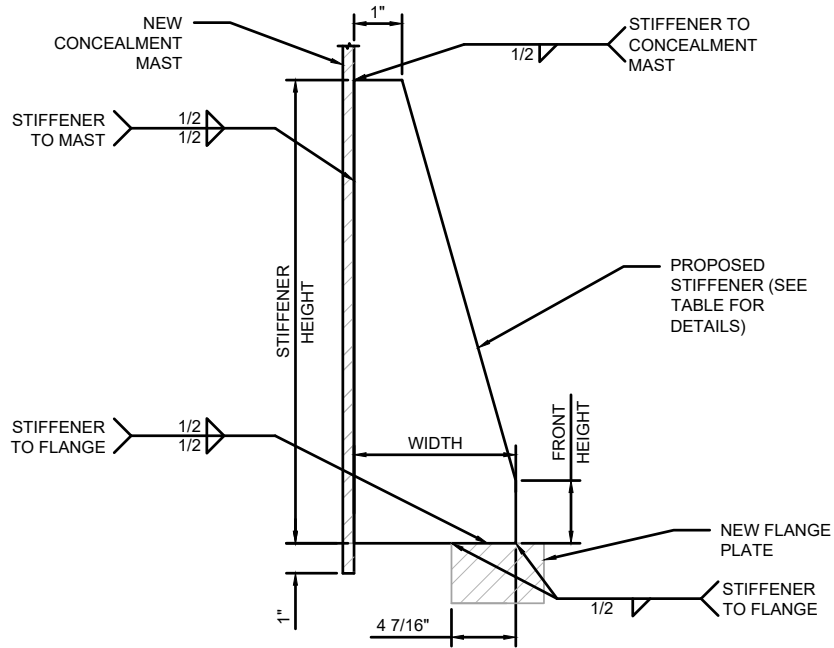 1"
NEW
CONCEALMENT
MAST
STIFFENER TO
CONCEALMENT
MAST
1/2
STIFFENER
TO MAST
1/2
1/2
STIFFENER
HEIGHT
PROPOSED
STIFFENER (SEE
TABLE FOR
DETAILS)
STIFFENER
TO FLANGE
1/2
1/2
WIDTH
FRONT
HEIGHT
NEW FLANGE
PLATE
STIFFENER
TO FLANGE
1/2
1"
4 7/16"